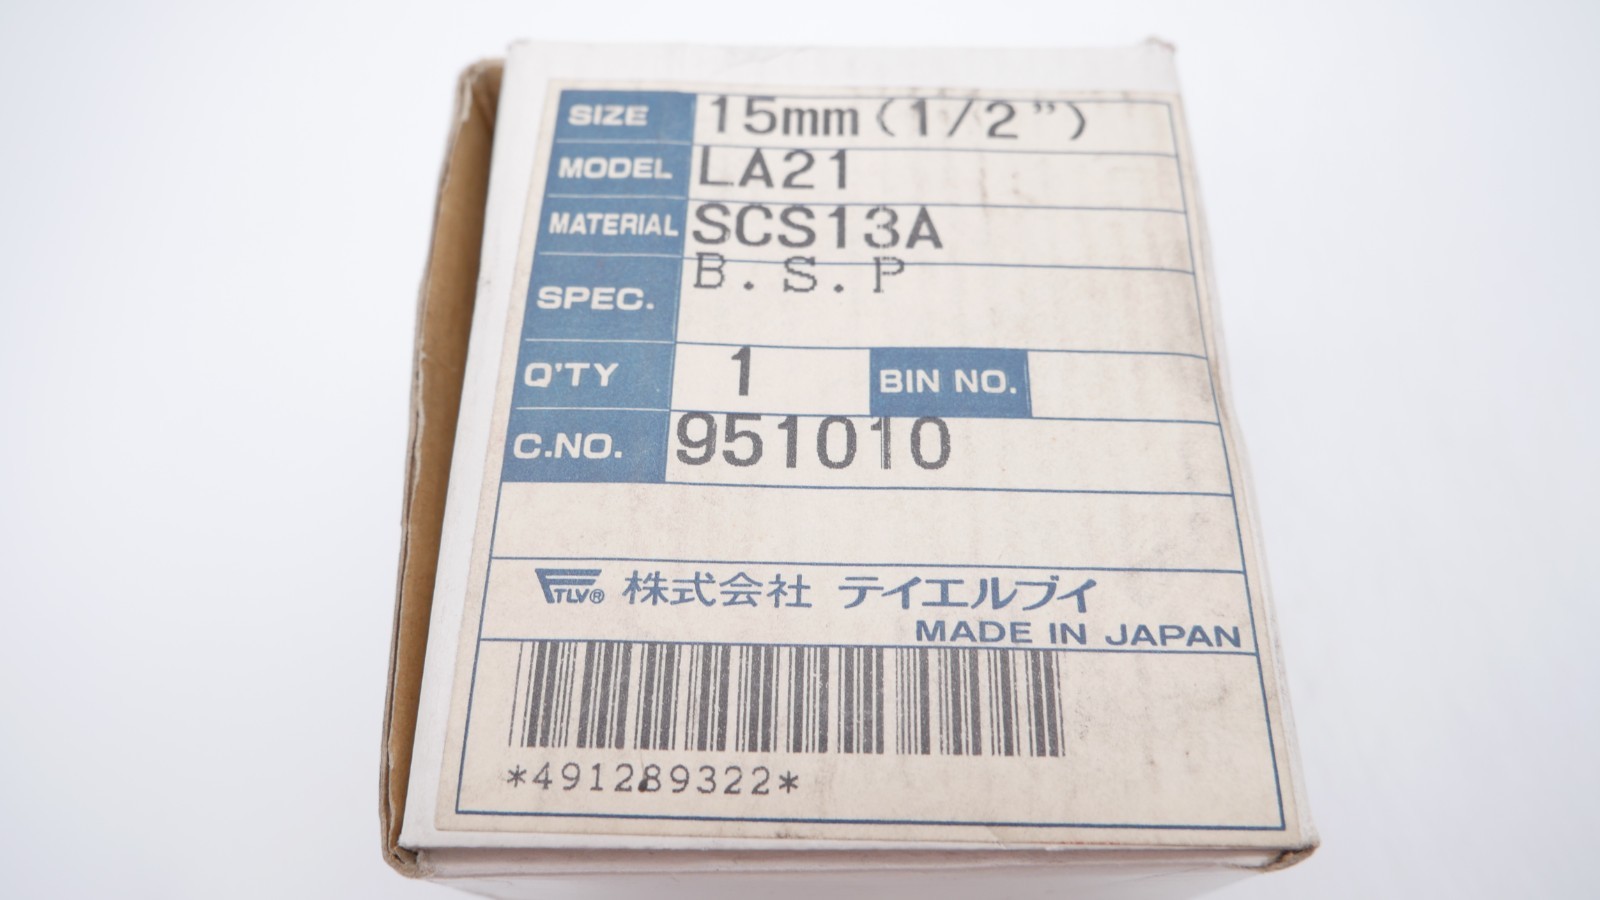 SIZE 15mm(1/2")
MODEL LA21
MATERIAL SCS13A
SPEC. B.S.P
Q'TY 1 BIN NO.
C.NO. 951010
TLV® 株式会社 テイエルブイ
MADE IN JAPAN
*491289322*